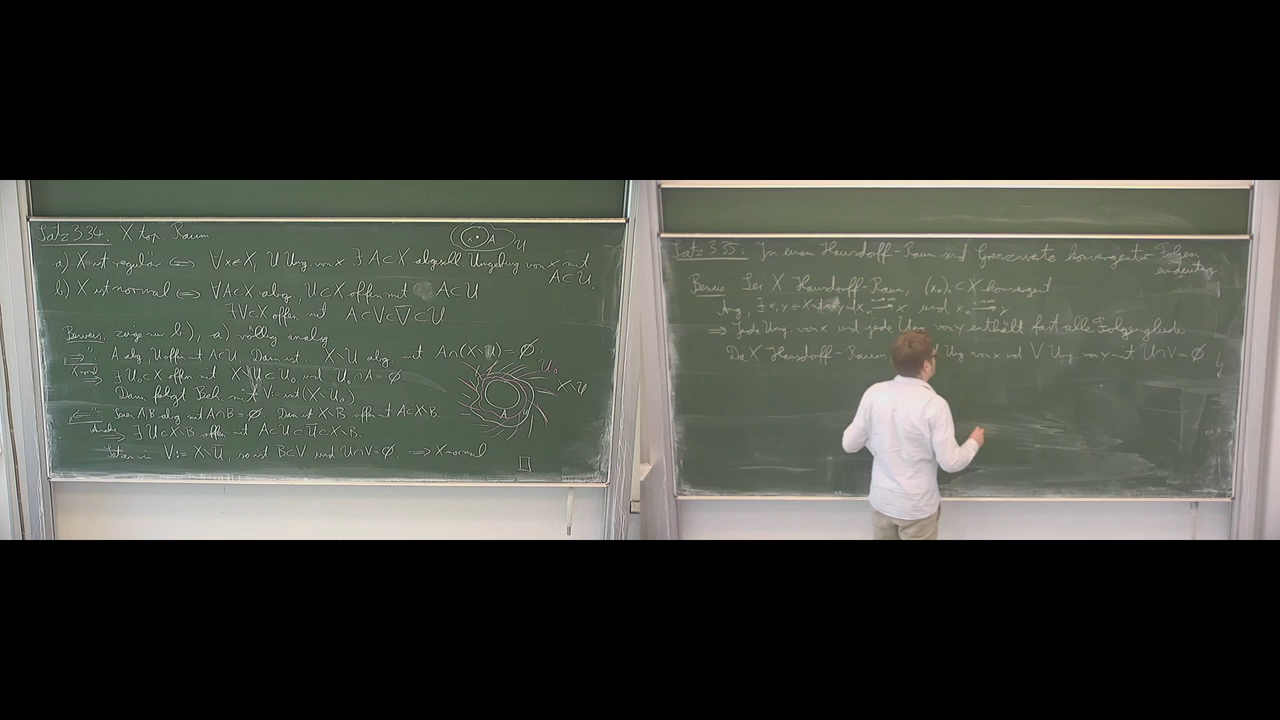 Satz 3.34. X top. Raum
a) X ist regulär ⟺ ∀x∈X, U Umg. von x ∃ A⊂X abgeschl. Umgebung von x mit
A⊂U.
b) X ist normal ⟺ ∀A⊂X abg., U⊂X offen mit A⊂U
∃V⊂X offen mit A⊂V⊂V̅⊂U
x A U
Beweis. zeige nur b), a) völlig analog
"⇒" A abg., U offen mit A⊂U. Dann ist X∖U abg. mit A∩(X∖U)=∅.
X norm. ⇒ ∃U₀⊂X offen mit X∖U⊂U₀ und U₀∩A=∅
Dann folgt Beh. mit V:=int(X∖U₀)
"⇐" Seien A,B abg. mit A∩B=∅. Dann ist X∖B offen mit A⊂X∖B.
⇒ ∃U⊂X∖B offen mit A⊂U⊂U̅⊂X∖B.
Setzen wir V:=X∖U̅, so ist B⊂V und U∩V=∅. ⇒ X normal
□
U₀ X∖U
A U
Satz 3.35. In einem Hausdorff-Raum sind Grenzwerte konvergenter Folgen
eindeutig.
Beweis. Sei X Hausdorff-Raum, (xₙ)ₙ⊂X konvergent
Ang. ∃x,y∈X mit xₙ → x und xₙ → y
⇒ Jede Umg. von x und jede Umg. von y enthält fast alle Folgenglieder
Da X Hausdorff-Raum Umg. von x und V Umg. von y mit U∩V=∅